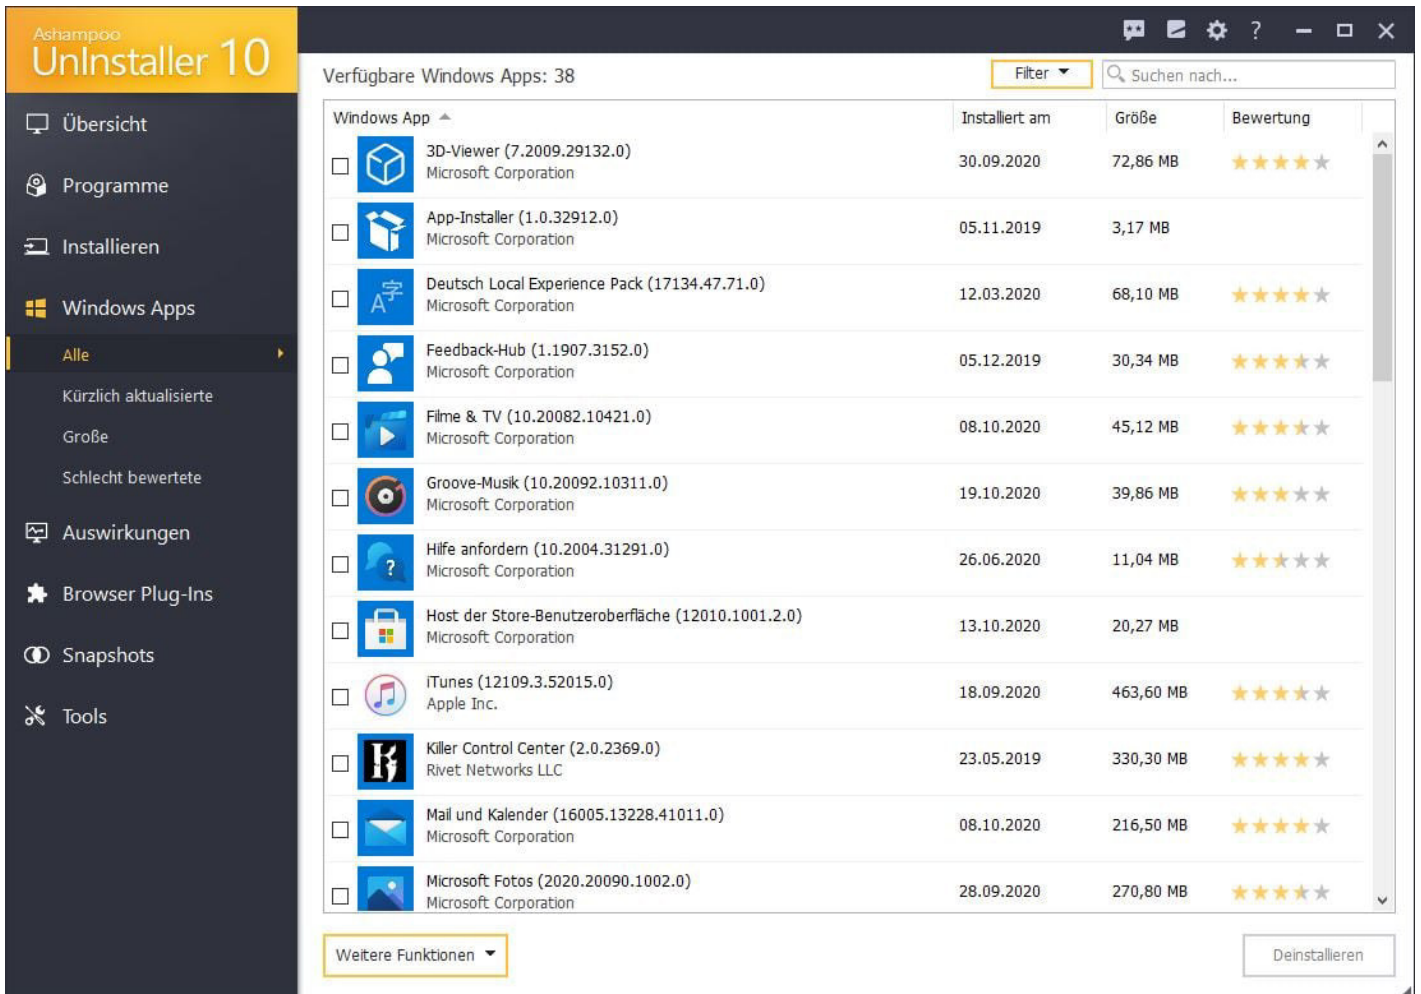 Ashampoo
UnInstaller 10
Übersicht
Programme
Installieren
Windows Apps
Alle
Kürzlich aktualisierte
Große
Schlecht bewertete
Auswirkungen
Browser Plug-Ins
Snapshots
Tools
Verfügbare Windows Apps: 38
Filter
Suchen nach...
Windows App Installiert am Größe Bewertung
3D-Viewer (7.2009.29132.0)
Microsoft Corporation
30.09.2020 72,86 MB
App-Installer (1.0.32912.0)
Microsoft Corporation
05.11.2019 3,17 MB
Deutsch Local Experience Pack (17134.47.71.0)
Microsoft Corporation
12.03.2020 68,10 MB
Feedback-Hub (1.1907.3152.0)
Microsoft Corporation
05.12.2019 30,34 MB
Filme & TV (10.20082.10421.0)
Microsoft Corporation
08.10.2020 45,12 MB
Groove-Musik (10.20092.10311.0)
Microsoft Corporation
19.10.2020 39,86 MB
Hilfe anfordern (10.2004.31291.0)
Microsoft Corporation
26.06.2020 11,04 MB
Host der Store-Benutzeroberfläche (12010.1001.2.0)
Microsoft Corporation
13.10.2020 20,27 MB
iTunes (12109.3.52015.0)
Apple Inc.
18.09.2020 463,60 MB
Killer Control Center (2.0.2369.0)
Rivet Networks LLC
23.05.2019 330,30 MB
Mail und Kalender (16005.13228.41011.0)
Microsoft Corporation
08.10.2020 216,50 MB
Microsoft Fotos (2020.20090.1002.0)
Microsoft Corporation
28.09.2020 270,80 MB
Weitere Funktionen
Deinstallieren